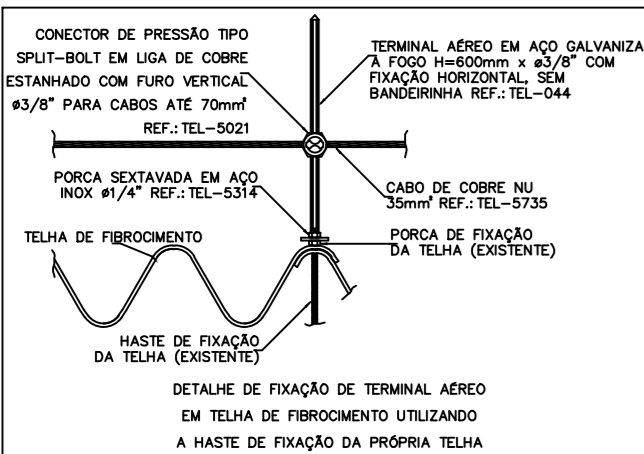 CONECTOR DE PRESSÃO TIPO
SPLIT-BOLT EM LIGA DE COBRE
ESTANHADO COM FURO VERTICAL
ø3/8" PARA CABOS ATÉ 70mm²
REF.: TEL-5021
TERMINAL AÉREO EM AÇO GALVANIZA
À FOGO H=600mm x ø3/8" COM
FIXAÇÃO HORIZONTAL, SEM
BANDEIRINHA REF.: TEL-044
PORCA SEXTAVADA EM AÇO
INOX ø1/4" REF.: TEL-5314
CABO DE COBRE NU
35mm² REF.: TEL-5735
TELHA DE FIBROCIMENTO
PORCA DE FIXAÇÃO
DA TELHA (EXISTENTE)
HASTE DE FIXAÇÃO
DA TELHA (EXISTENTE)
DETALHE DE FIXAÇÃO DE TERMINAL AÉREO
EM TELHA DE FIBROCIMENTO UTILIZANDO
A HASTE DE FIXAÇÃO DA PRÓPRIA TELHA